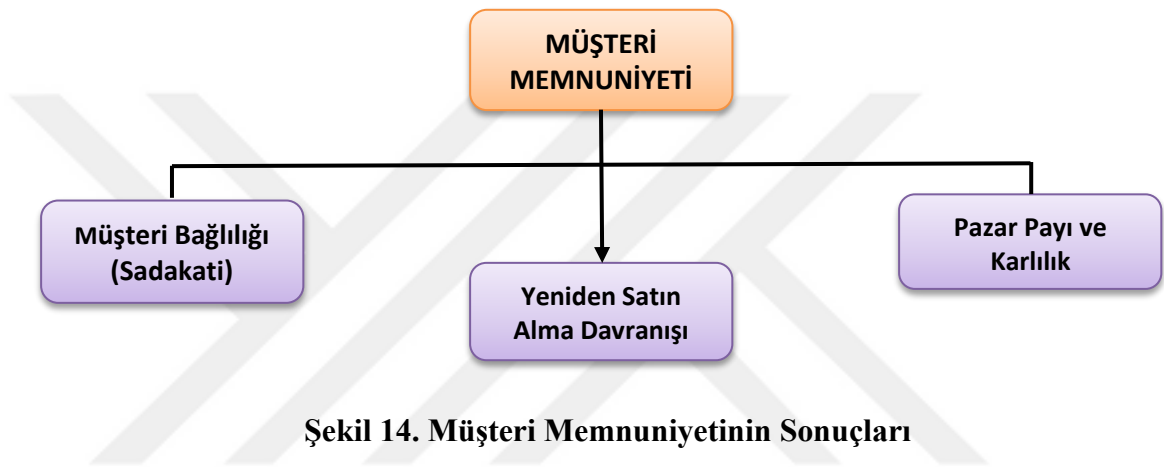 MÜŞTERİ
MEMNUNİYETİ
Müşteri Bağlılığı
(Sadakati)
Yeniden Satın
Alma Davranışı
Pazar Payı ve
Karlılık
Şekil 14. Müşteri Memnuniyetinin Sonuçları